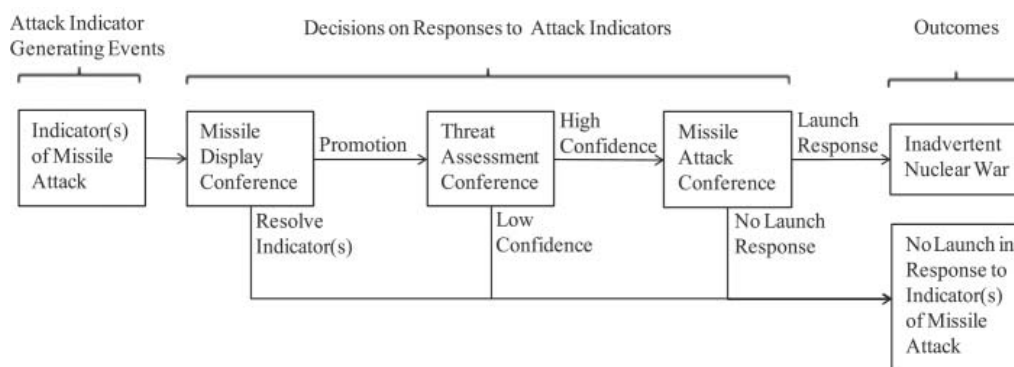 Attack Indicator
Generating Events
Decisions on Responses to Attack Indicators
Outcomes
Indicator(s)
of Missile
Attack
Missile
Display
Conference
Promotion
Threat
Assessment
Conference
High
Confidence
Missile
Attack
Conference
Launch
Response
Inadvertent
Nuclear War
Resolve
Indicator(s)
Low
Confidence
No Launch
Response
No Launch in
Response to
Indicator(s)
of Missile
Attack